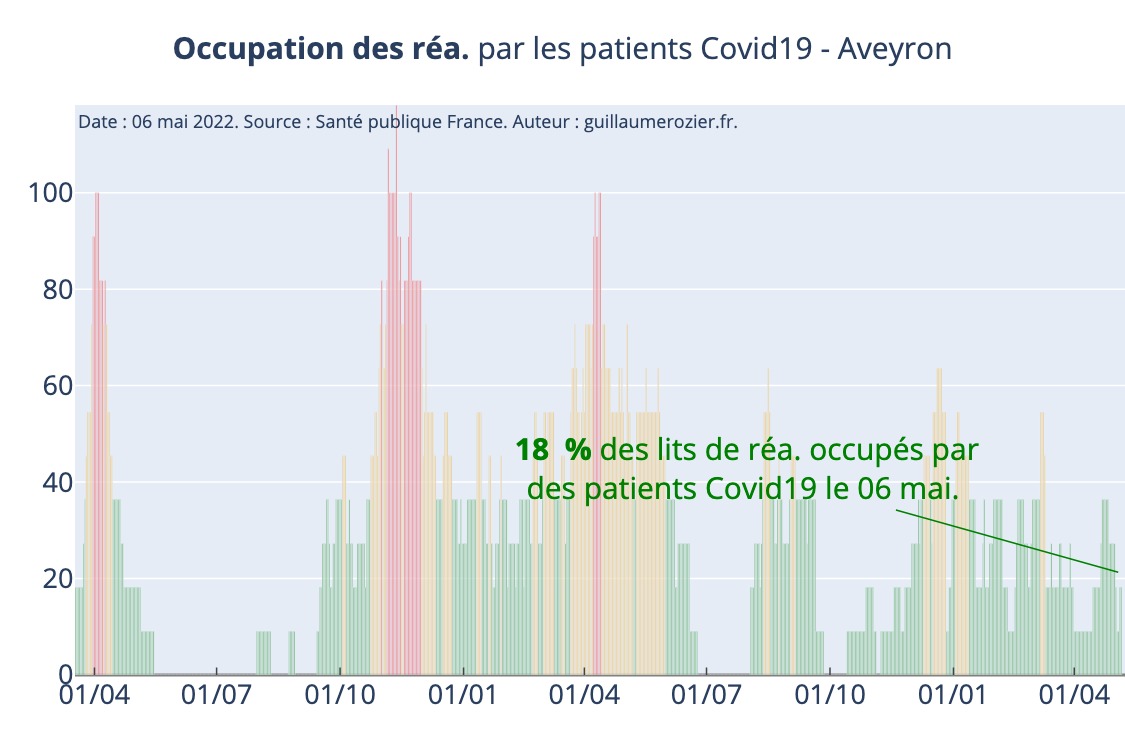 Occupation des réa. par les patients Covid19 - Aveyron
Date : 06 mai 2022. Source : Santé publique France. Auteur : guillaumerozier.fr.
100
80
60
18 % des lits de réa. occupés par
des patients Covid19 le 06 mai.
40
20
0
01/04 01/07 01/10 01/01 01/04 01/07 01/10 01/01 01/04